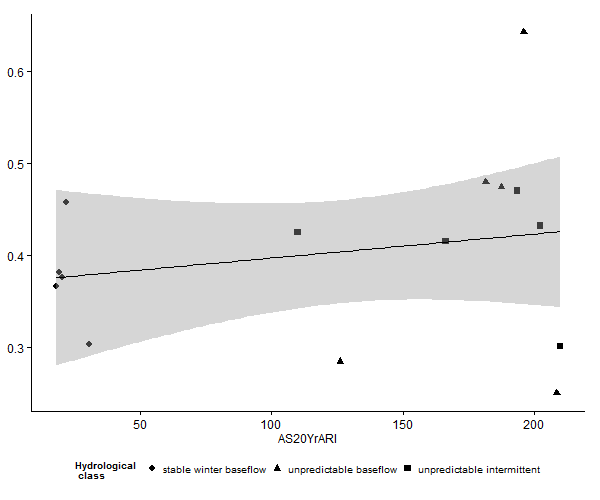 0.6
0.5
0.4
0.3
50 100 150 200
AS20YrARI
Hydrological class stable winter baseflow unpredictable baseflow unpredictable intermittent